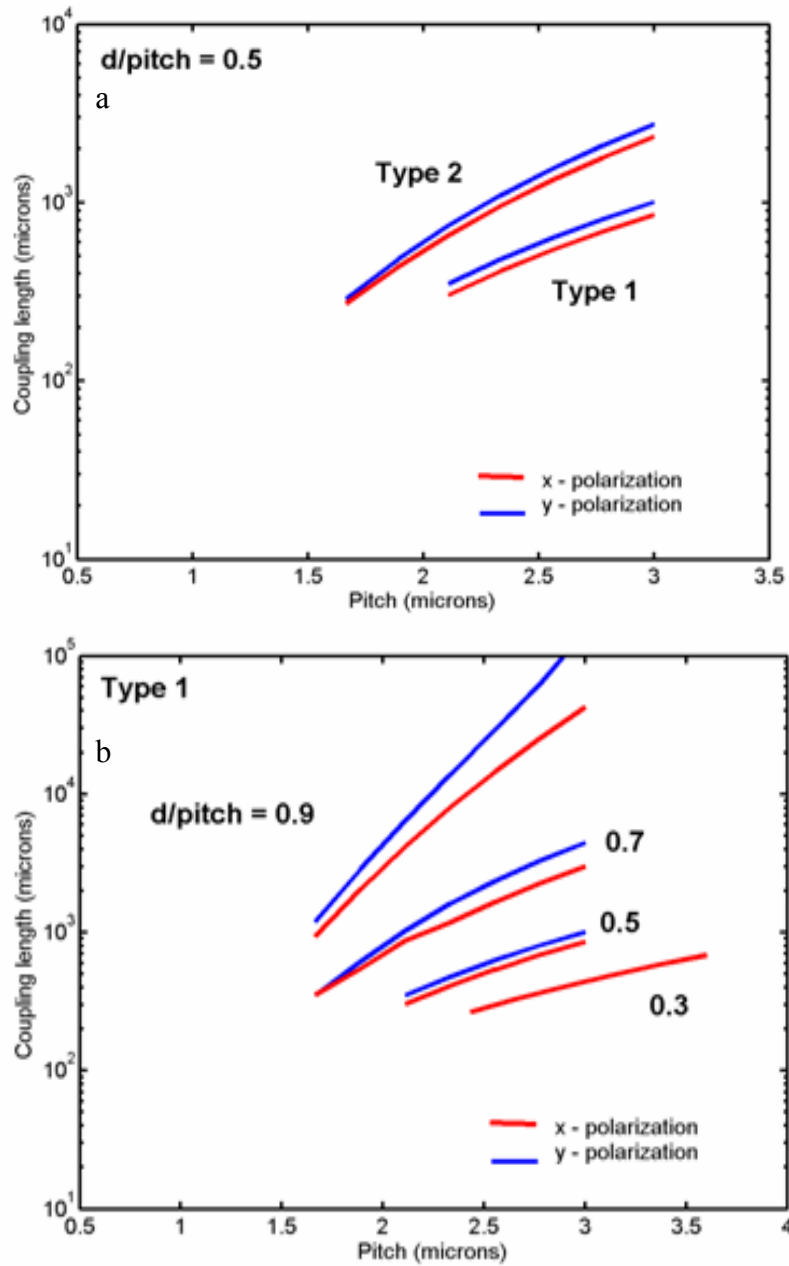 10^4
d/pitch = 0.5
a
Type 2
10^3
Type 1
Coupling length (microns)
10^2
x - polarization
y - polarization
10^1
0.5 1 1.5 2 2.5 3 3.5
Pitch (microns)
10^5
Type 1
b
10^4
d/pitch = 0.9
0.7
10^3
0.5
0.3
Coupling length (microns)
10^2
x - polarization
y - polarization
10^1
0.5 1 1.5 2 2.5 3 3.5 4
Pitch (microns)